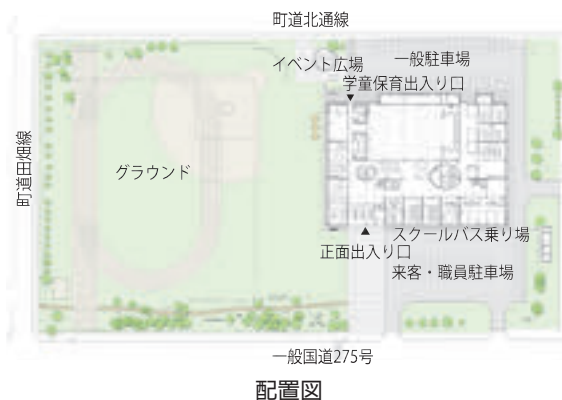 町道北通線
イベント広場
一般駐車場
学童保育出入り口
▼
町道田畑線
グラウンド
▲
スクールバス乗り場
正面出入り口
来客・職員駐車場
一般国道275号
配置図